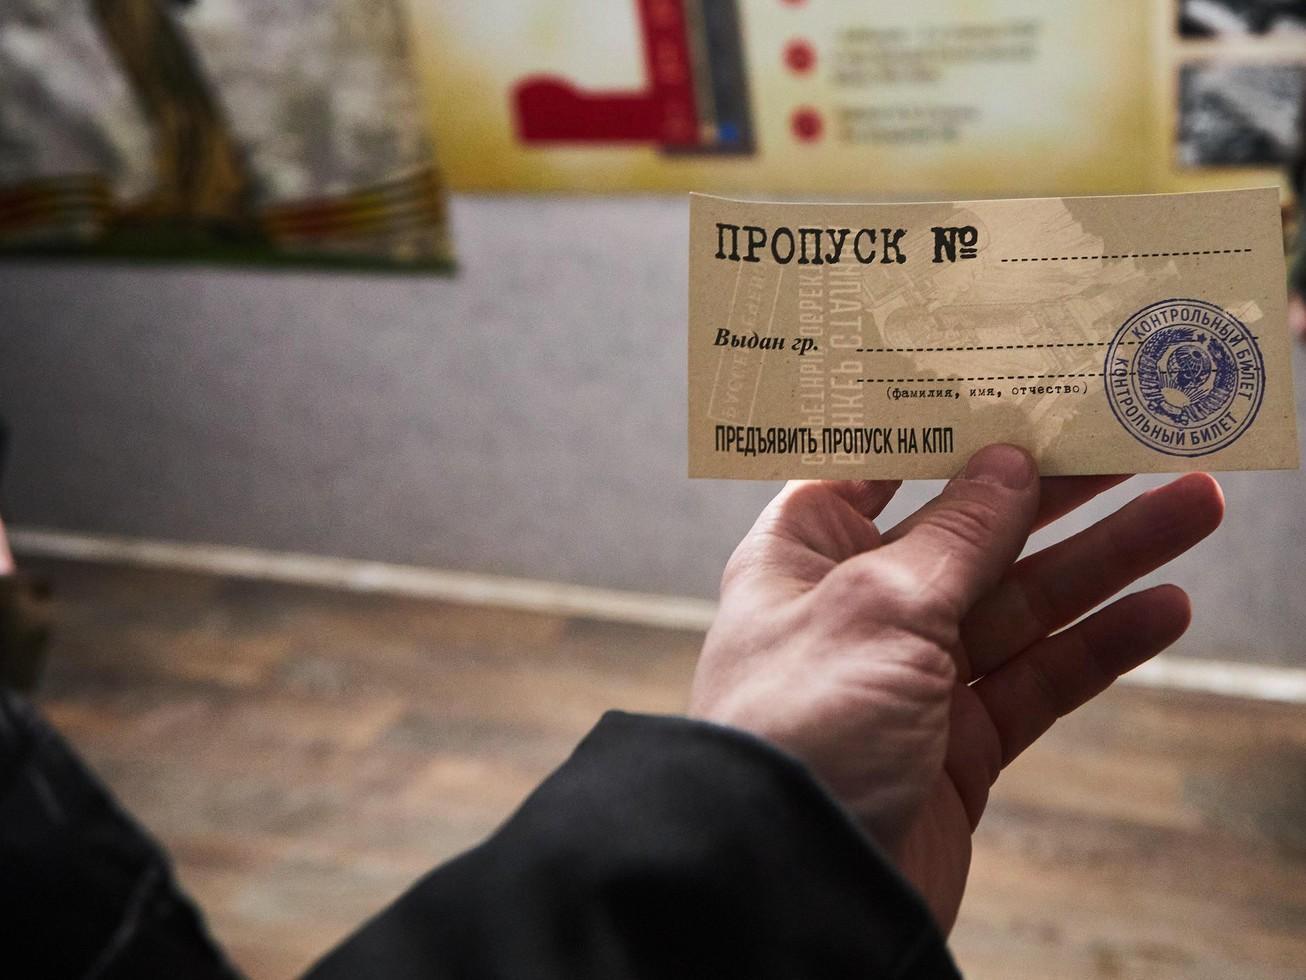 ПРОПУСК №
Выдан гр.
(фамилия, имя, отчество)
ПРЕДЪЯВИТЬ ПРОПУСК НА КПП
КОНТРОЛЬНЫЙ БИЛЕТ
КОНТРОЛЬНЫЙ БИЛЕТ